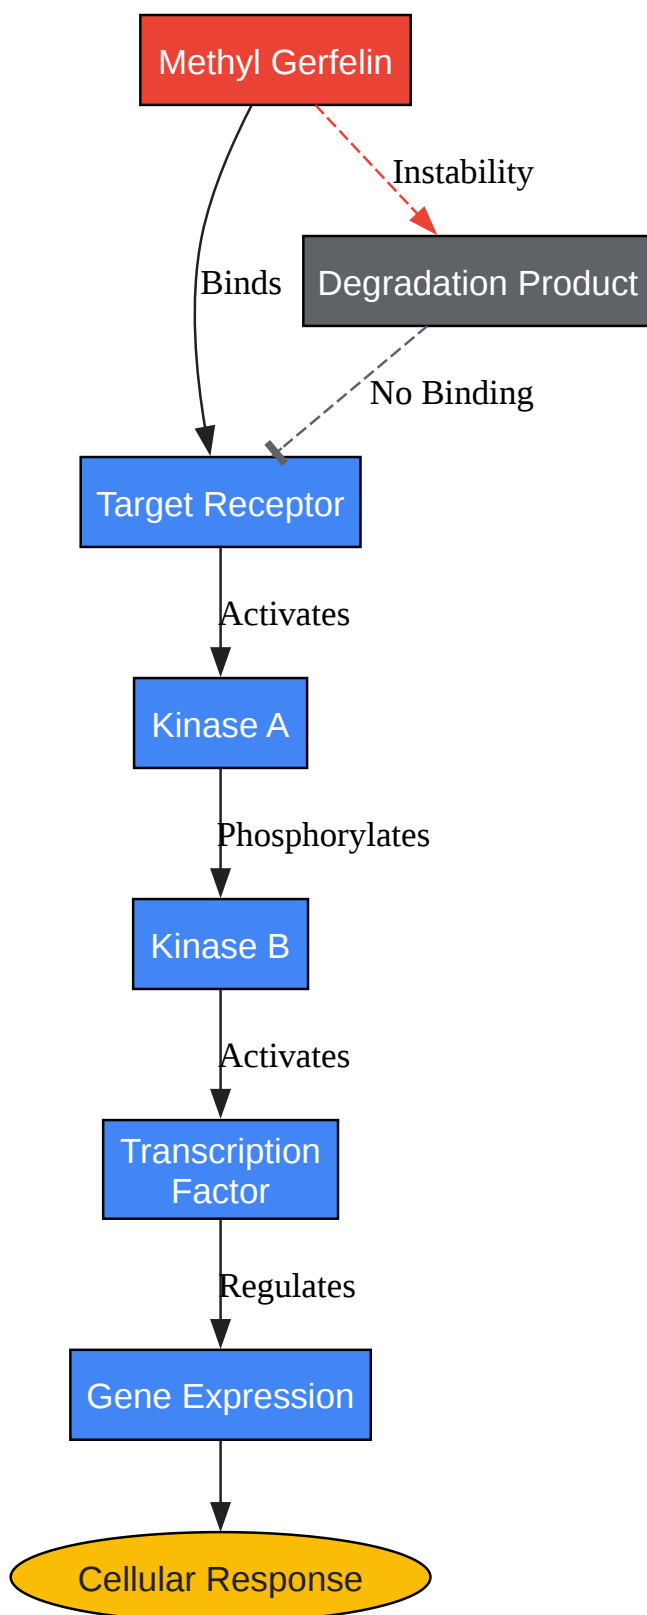 Methyl Gerfelin
Instability
Binds
Degradation Product
No Binding
Target Receptor
Activates
Kinase A
Phosphorylates
Kinase B
Activates
Transcription
Factor
Regulates
Gene Expression
Cellular Response